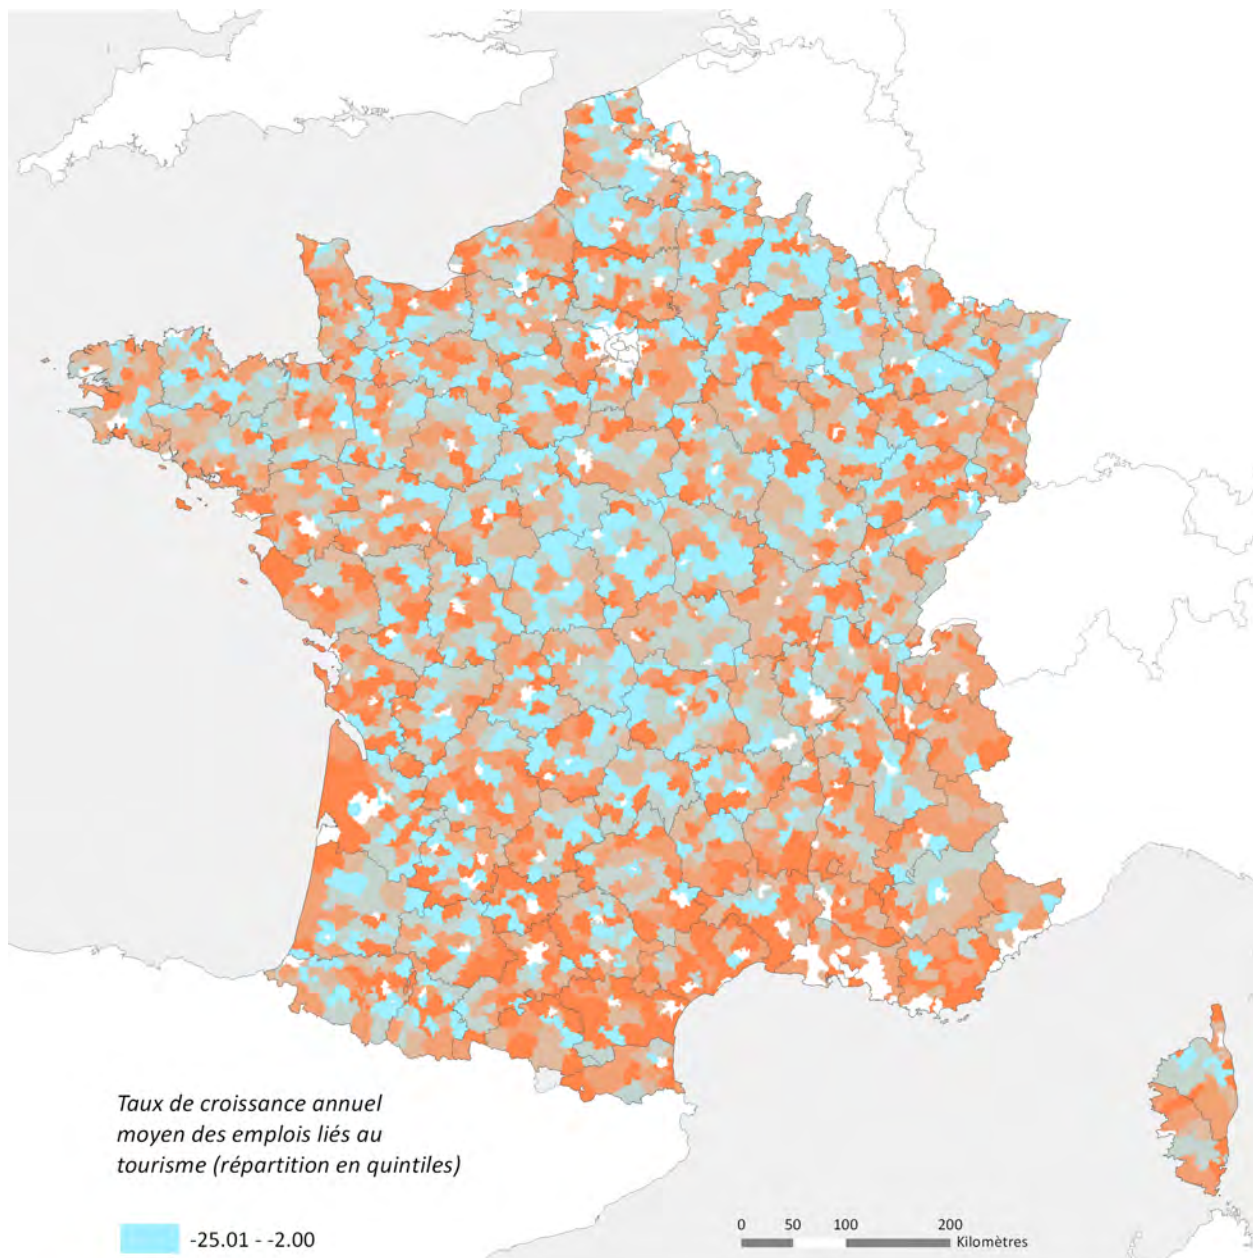 Taux de croissance annuel
moyen des emplois liés au
tourisme (répartition en quintiles)
-25.01 - -2.00
0 50 100 200
Kilomètres